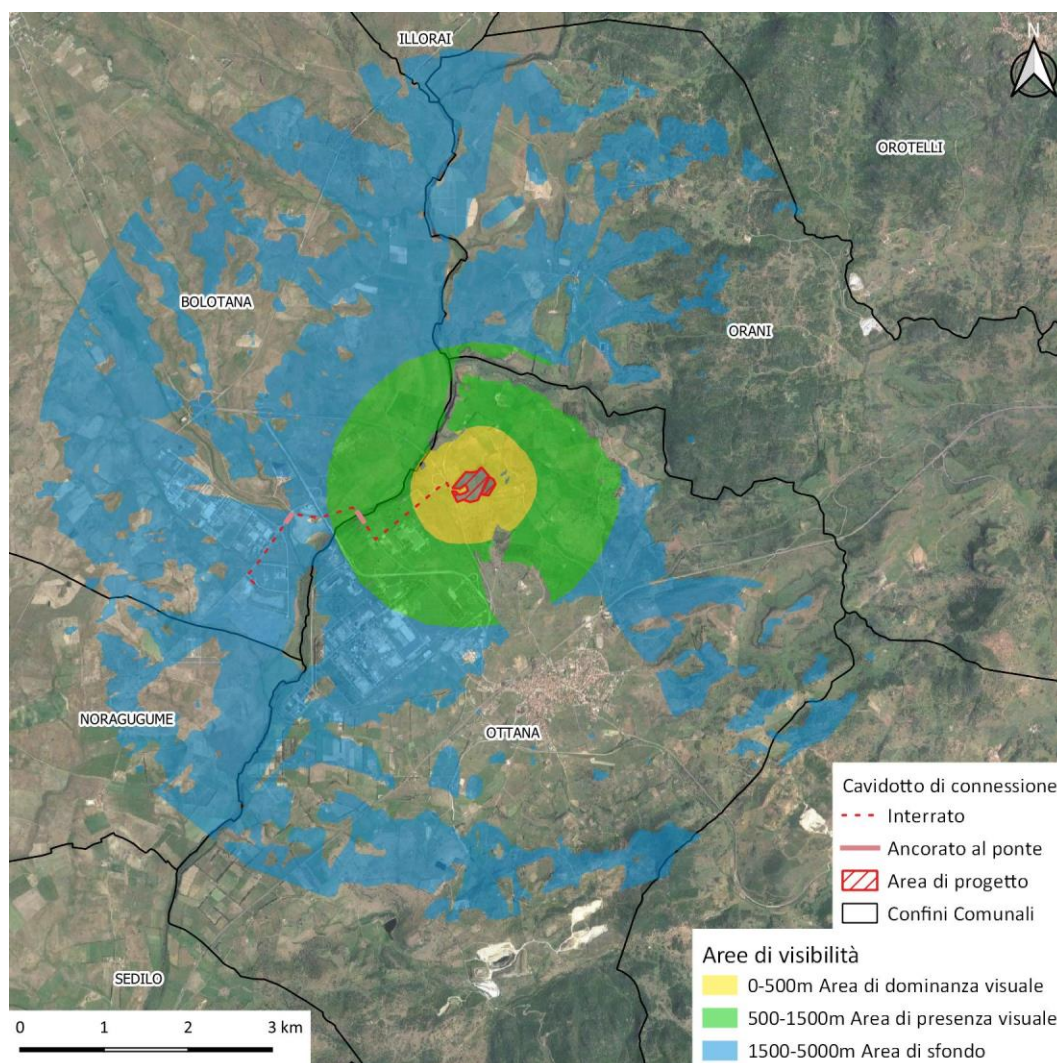 ILLORAI
N
OROTELLI
BOLOTANA
ORANI
NORAGUGUME
OTTANA
SEDILO
0 1 2 3 km
Cavidotto di connessione
Interrato
Ancorato al ponte
Area di progetto
Confini Comunali
Aree di visibilità
0-500m Area di dominanza visuale
500-1500m Area di presenza visuale
1500-5000m Area di sfondo